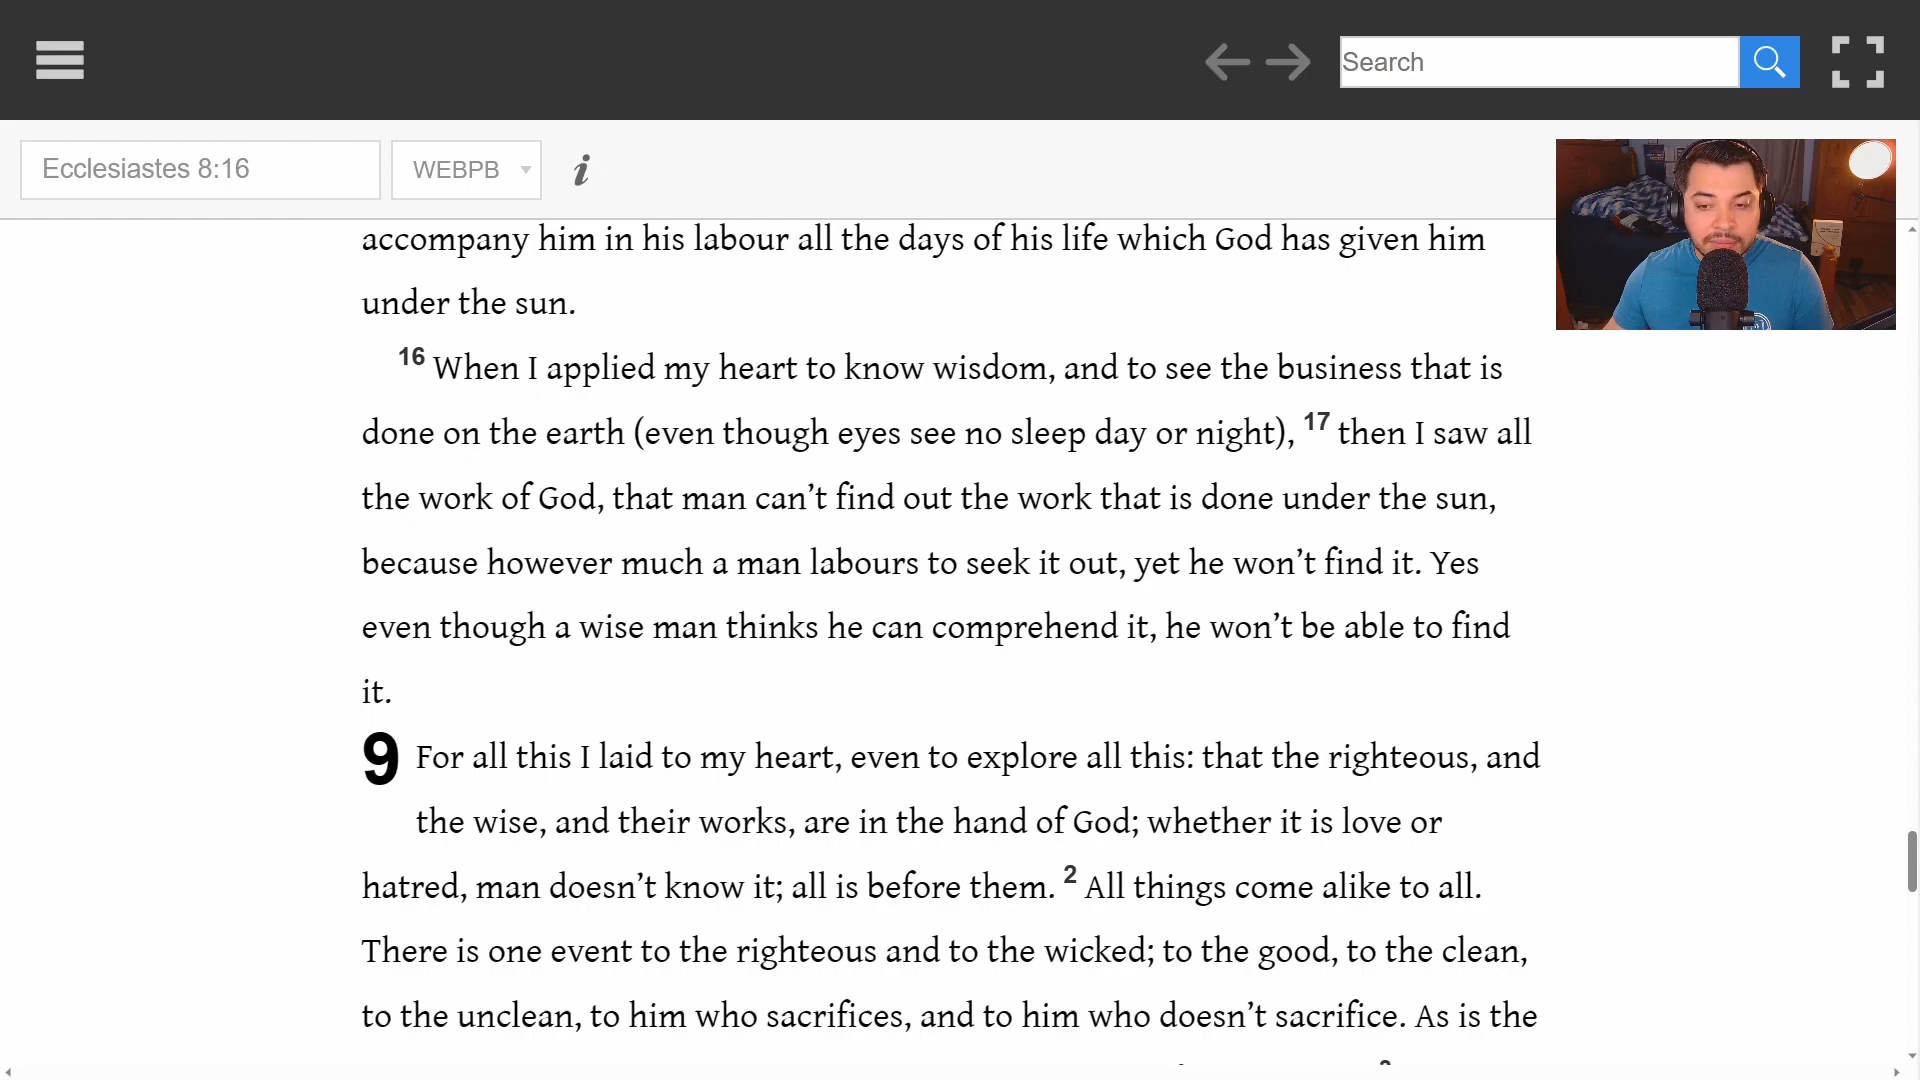 Search
Ecclesiastes 8:16
WEBPB
i
accompany him in his labour all the days of his life which God has given him
under the sun.
16 When I applied my heart to know wisdom, and to see the business that is
done on the earth (even though eyes see no sleep day or night), 17 then I saw all
the work of God, that man can’t find out the work that is done under the sun,
because however much a man labours to seek it out, yet he won’t find it. Yes
even though a wise man thinks he can comprehend it, he won’t be able to find
it.
9 For all this I laid to my heart, even to explore all this: that the righteous, and
the wise, and their works, are in the hand of God; whether it is love or
hatred, man doesn’t know it; all is before them. 2 All things come alike to all.
There is one event to the righteous and to the wicked; to the good, to the clean,
to the unclean, to him who sacrifices, and to him who doesn’t sacrifice. As is the